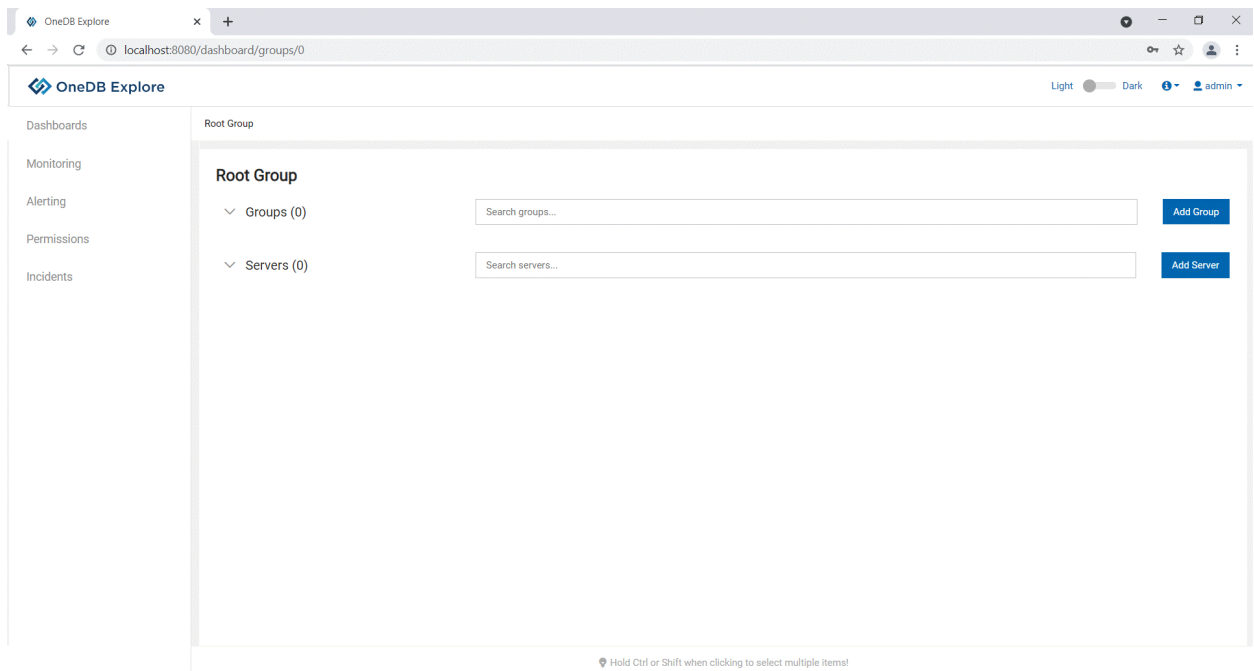 OneDB Explore
localhost:8080/dashboard/groups/0
OneDB Explore
Light Dark admin
Dashboards
Monitoring
Alerting
Permissions
Incidents
Root Group
Root Group
Groups (0) Search groups... Add Group
Servers (0) Search servers... Add Server
Hold Ctrl or Shift when clicking to select multiple items!